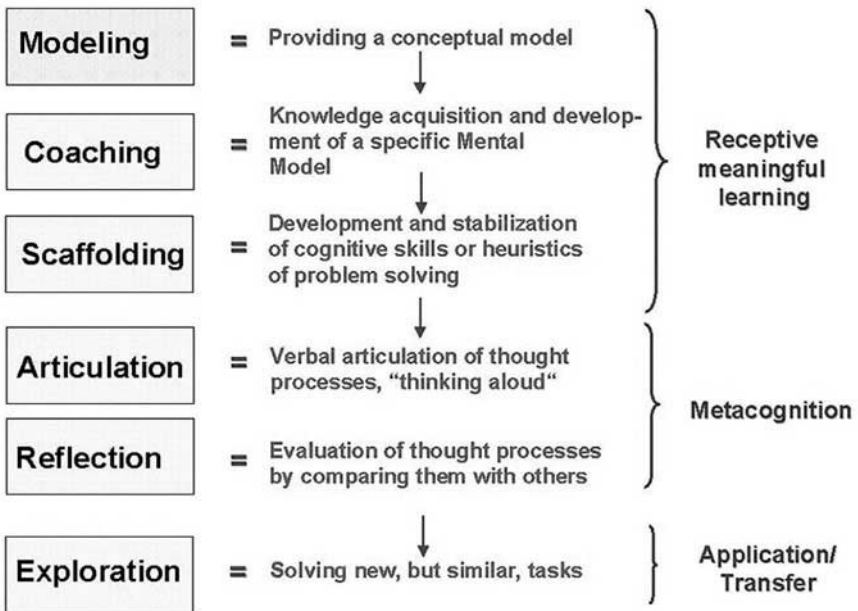 Modeling = Providing a conceptual model
Coaching = Knowledge acquisition and develop-
ment of a specific Mental
Model
Scaffolding = Development and stabilization
of cognitive skills or heuristics
of problem solving
Receptive
meaningful
learning
Articulation = Verbal articulation of thought
processes, “thinking aloud“
Reflection = Evaluation of thought processes
by comparing them with others
Metacognition
Exploration = Solving new, but similar, tasks
Application/
Transfer